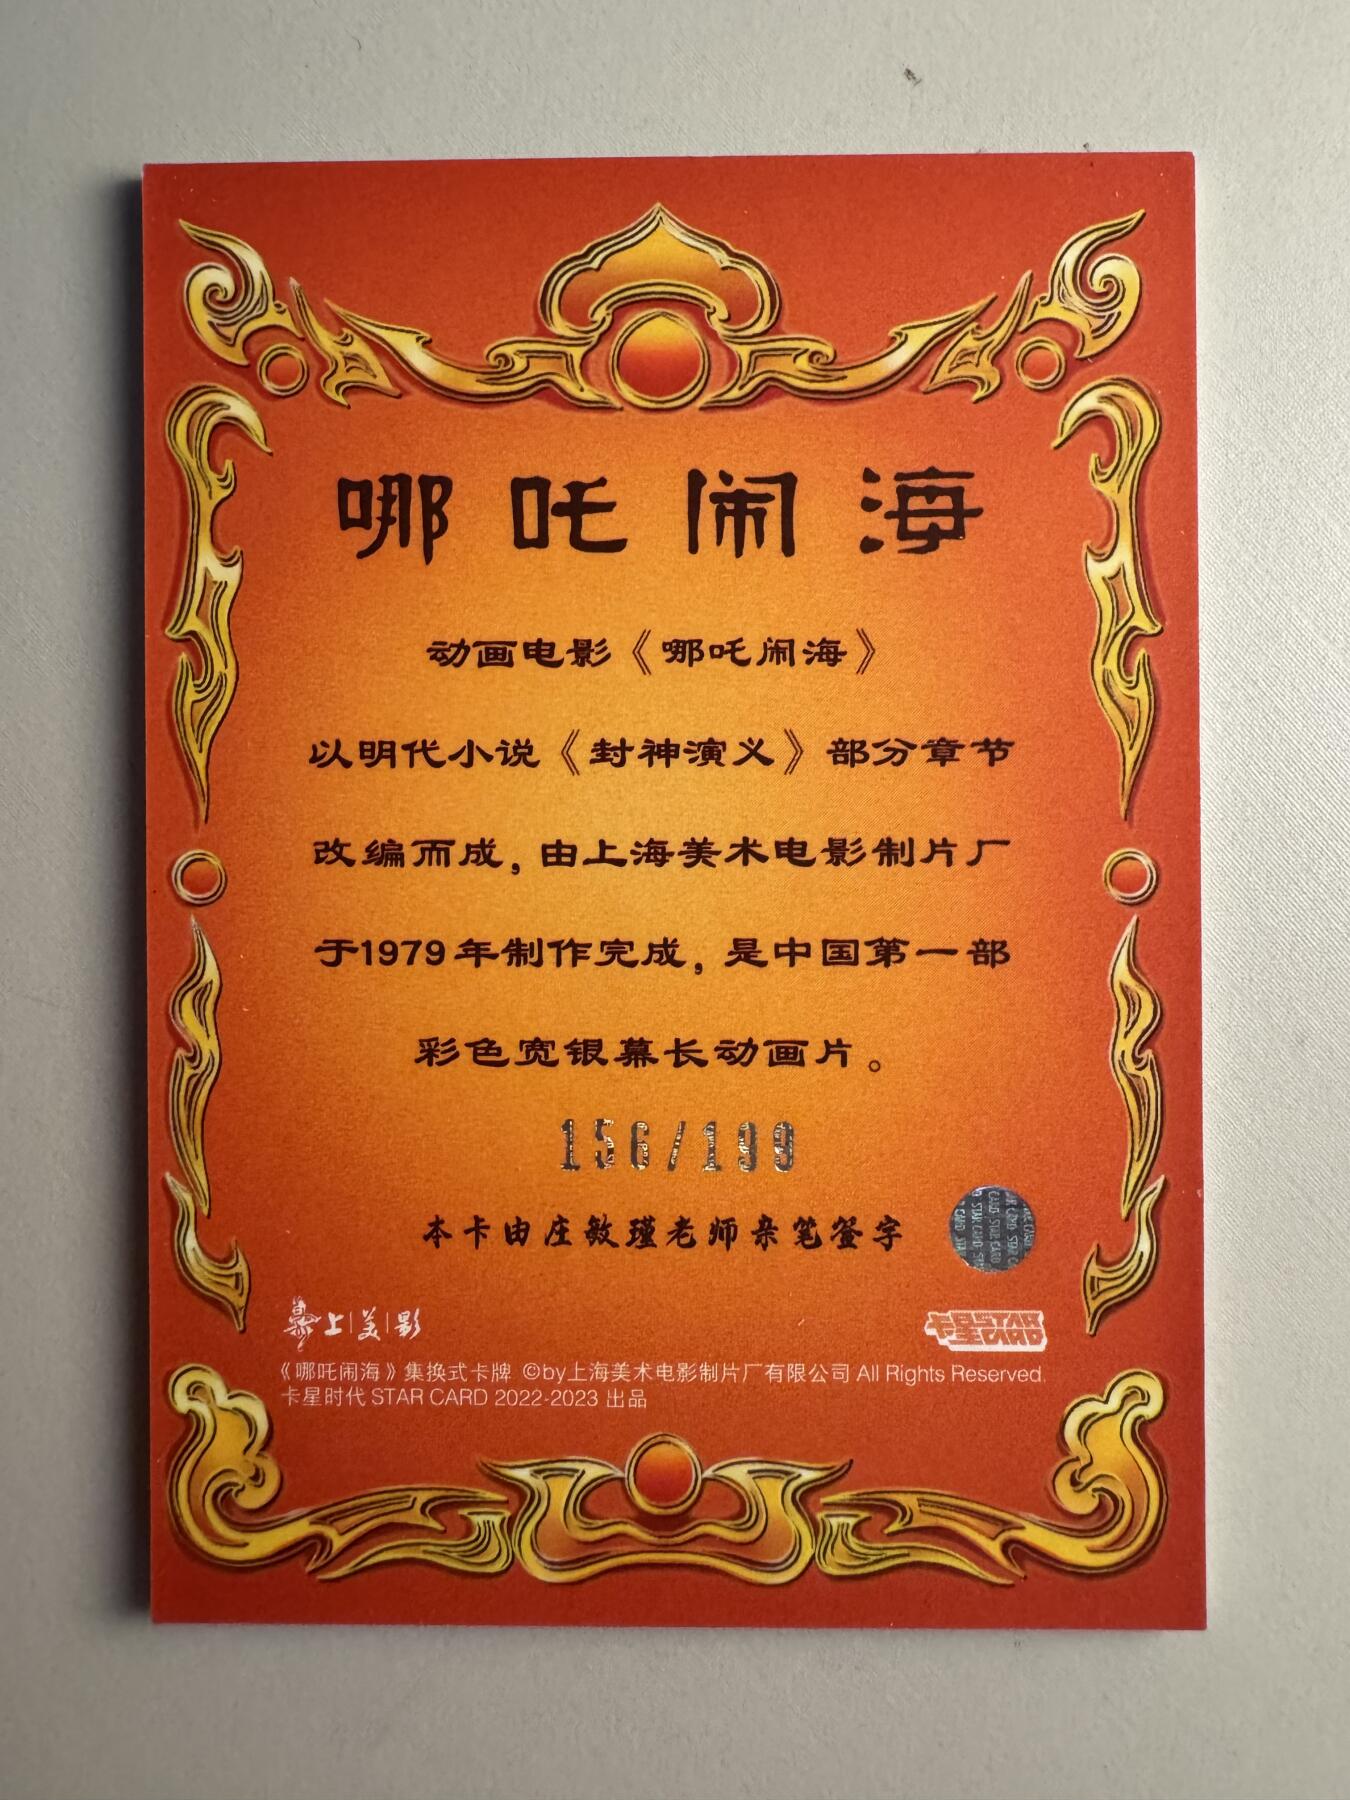 哪吒闹海
动画电影《哪吒闹海》
以明代小说《封神演义》部分章节
改编而成，由上海美术电影制片厂
于1979年制作完成，是中国第一部
彩色宽银幕长动画片。
156/199
本卡由庄敏瑾老师亲笔签字
CARD STAR CARD
上|美|影
卡星STAR CARD
《哪吒闹海》集换式卡牌 ©by上海美术电影制片厂有限公司 All Rights Reserved.
卡星时代 STAR CARD 2022-2023 出品